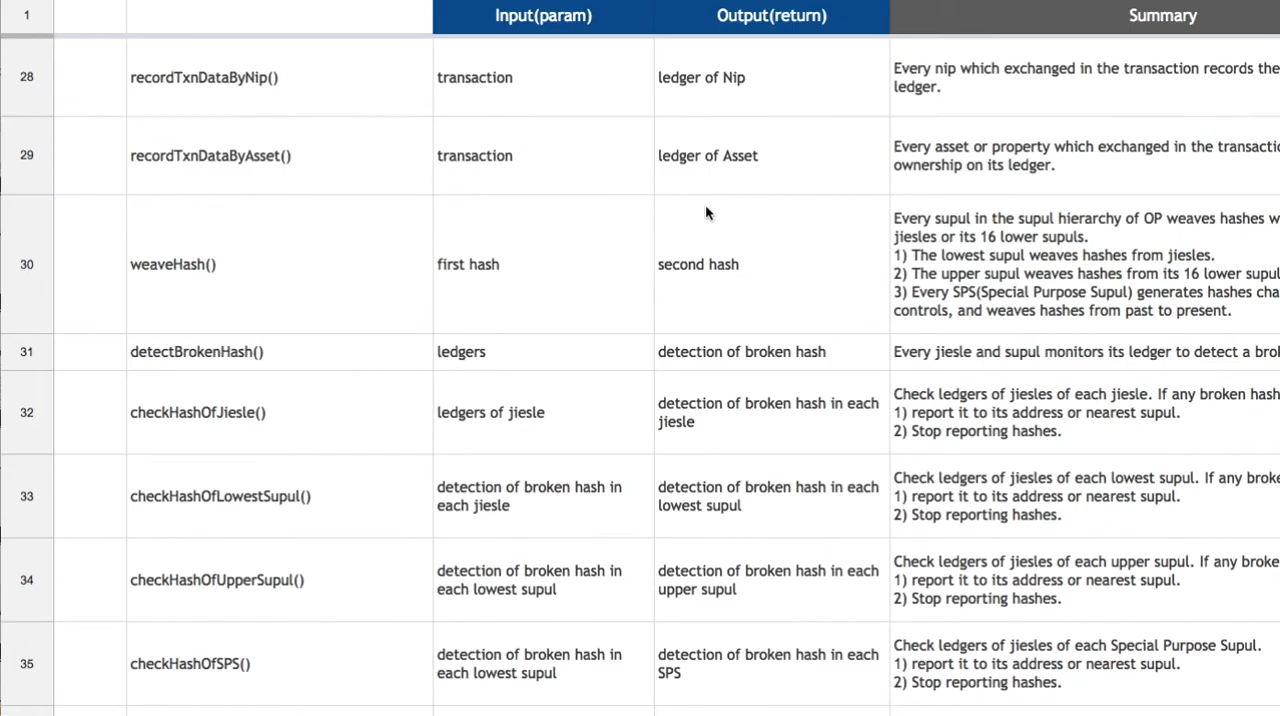 1
Input(param)
Output(return)
Summary
28
recordTxnDataByNip()
transaction
ledger of Nip
Every nip which exchanged in the transaction records the
ledger.
29
recordTxnDataByAsset()
transaction
ledger of Asset
Every asset or property which exchanged in the
ownership on its ledger.
30
weaveHash()
first hash
second hash
Every supul in the supul hierarchy of OP weaves hashes
jiesles or its 16 lower supuls.
1) The lowest supul weaves hashes from jiesles.
2) The upper supul weaves hashes from its 16 lower
3) Every SPS(Special Purpose Supul) generates hashes
controls, and weaves hashes from past to present.
31
detectBrokenHash()
ledgers
detection of broken hash
Every jiesle and supul monitors its ledger to detect a
32
checkHashOfJiesle()
ledgers of jiesle
detection of broken hash in each
jiesle
Check ledgers of jiesles of each jiesle. If any broken hash
1) report it to its address or nearest supul.
2) Stop reporting hashes.
33
checkHashOfLowestSupul()
detection of broken hash in
each jiesle
detection of broken hash in each
lowest supul
Check ledgers of jiesles of each lowest supul. If any
1) report it to its address or nearest supul.
2) Stop reporting hashes.
34
checkHashOfUpperSupul()
detection of broken hash in
each lowest supul
detection of broken hash in each
upper supul
Check ledgers of jiesles of each upper supul. If any
1) report it to its address or nearest supul.
2) Stop reporting hashes.
35
checkHashOfSPS()
detection of broken hash in
each lowest supul
detection of broken hash in each
SPS
Check ledgers of jiesles of each Special Purpose Supul.
1) report it to its address or nearest supul.
2) Stop reporting hashes.